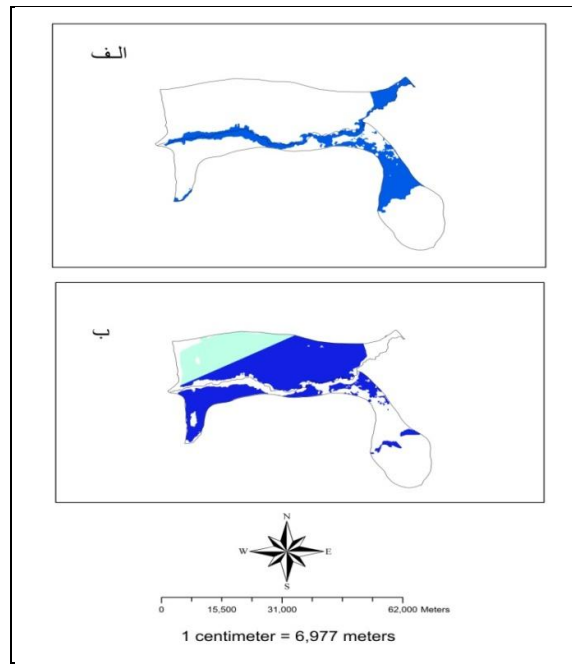 الف
ب
N
W E
S
0 15,500 31,000 62,000 Meters
1 centimeter = 6,977 meters